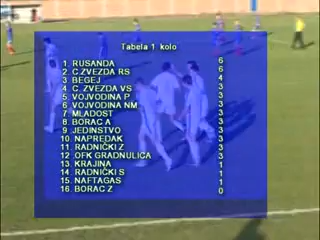 Tabela 1 kolo
1. RUSANDA 6
2. C.ZVEZDA RS 6
3. BEGEJ 4
4. C.ZVEZDA VS 3
5. VOJVODINA P 3
6. VOJVODINA NM 3
7. MLADOST 3
8. BORAC A 3
9. JEDINSTVO 3
10. NAPREDAK 3
11. RADNIČKI Z 3
12. OFK GRADNULICA 3
13. KRAJINA 1
14. RADNIČKI S 1
15. NAFTAGAS 1
16. BORAC Z 0